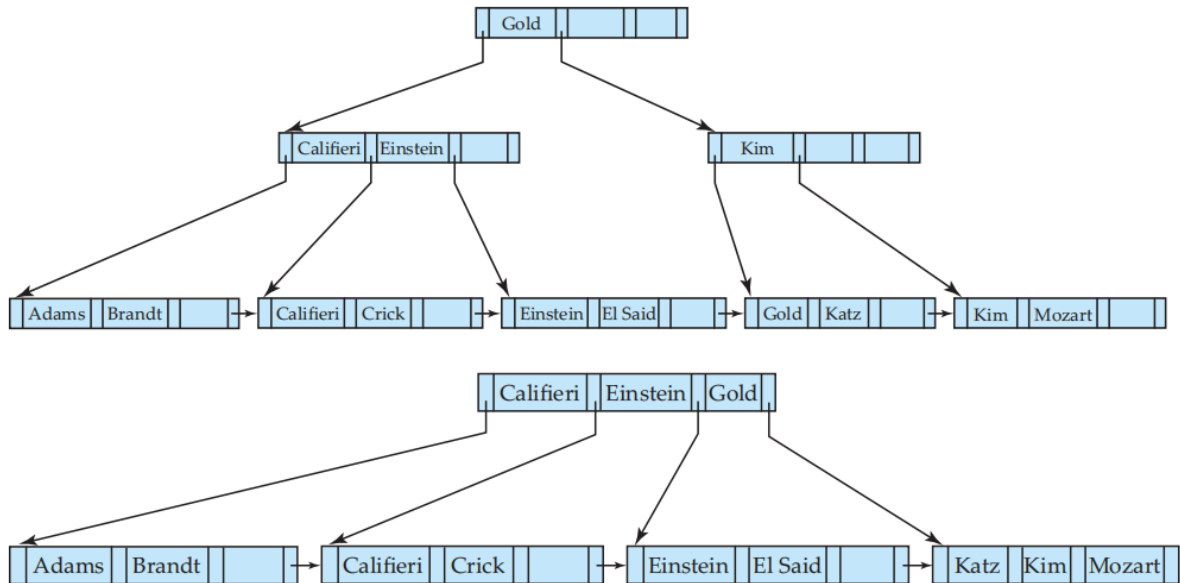 Gold
Califieri Einstein Kim
Adams Brandt Califieri Crick Einstein El Said Gold Katz Kim Mozart
Califieri Einstein Gold
Adams Brandt Califieri Crick Einstein El Said Katz Kim Mozart